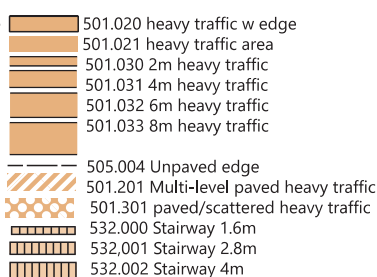 501.020 heavy traffic w edge
501.021 heavy traffic area
501.030 2m heavy traffic
501.031 4m heavy traffic
501.032 6m heavy traffic
501.033 8m heavy traffic
505.004 Unpaved edge
501.201 Multi-level paved heavy traffic
501.301 paved/scattered heavy traffic
532.000 Stairway 1.6m
532,001 Stairway 2.8m
532.002 Stairway 4m